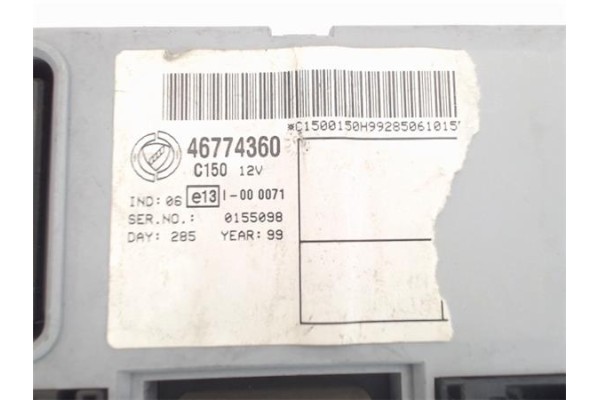 *C1500150H99285061015
46774360
C150 12V
IND: 06 e13 I-00 0071
SER.NO.: 0155098
DAY: 285 YEAR: 99